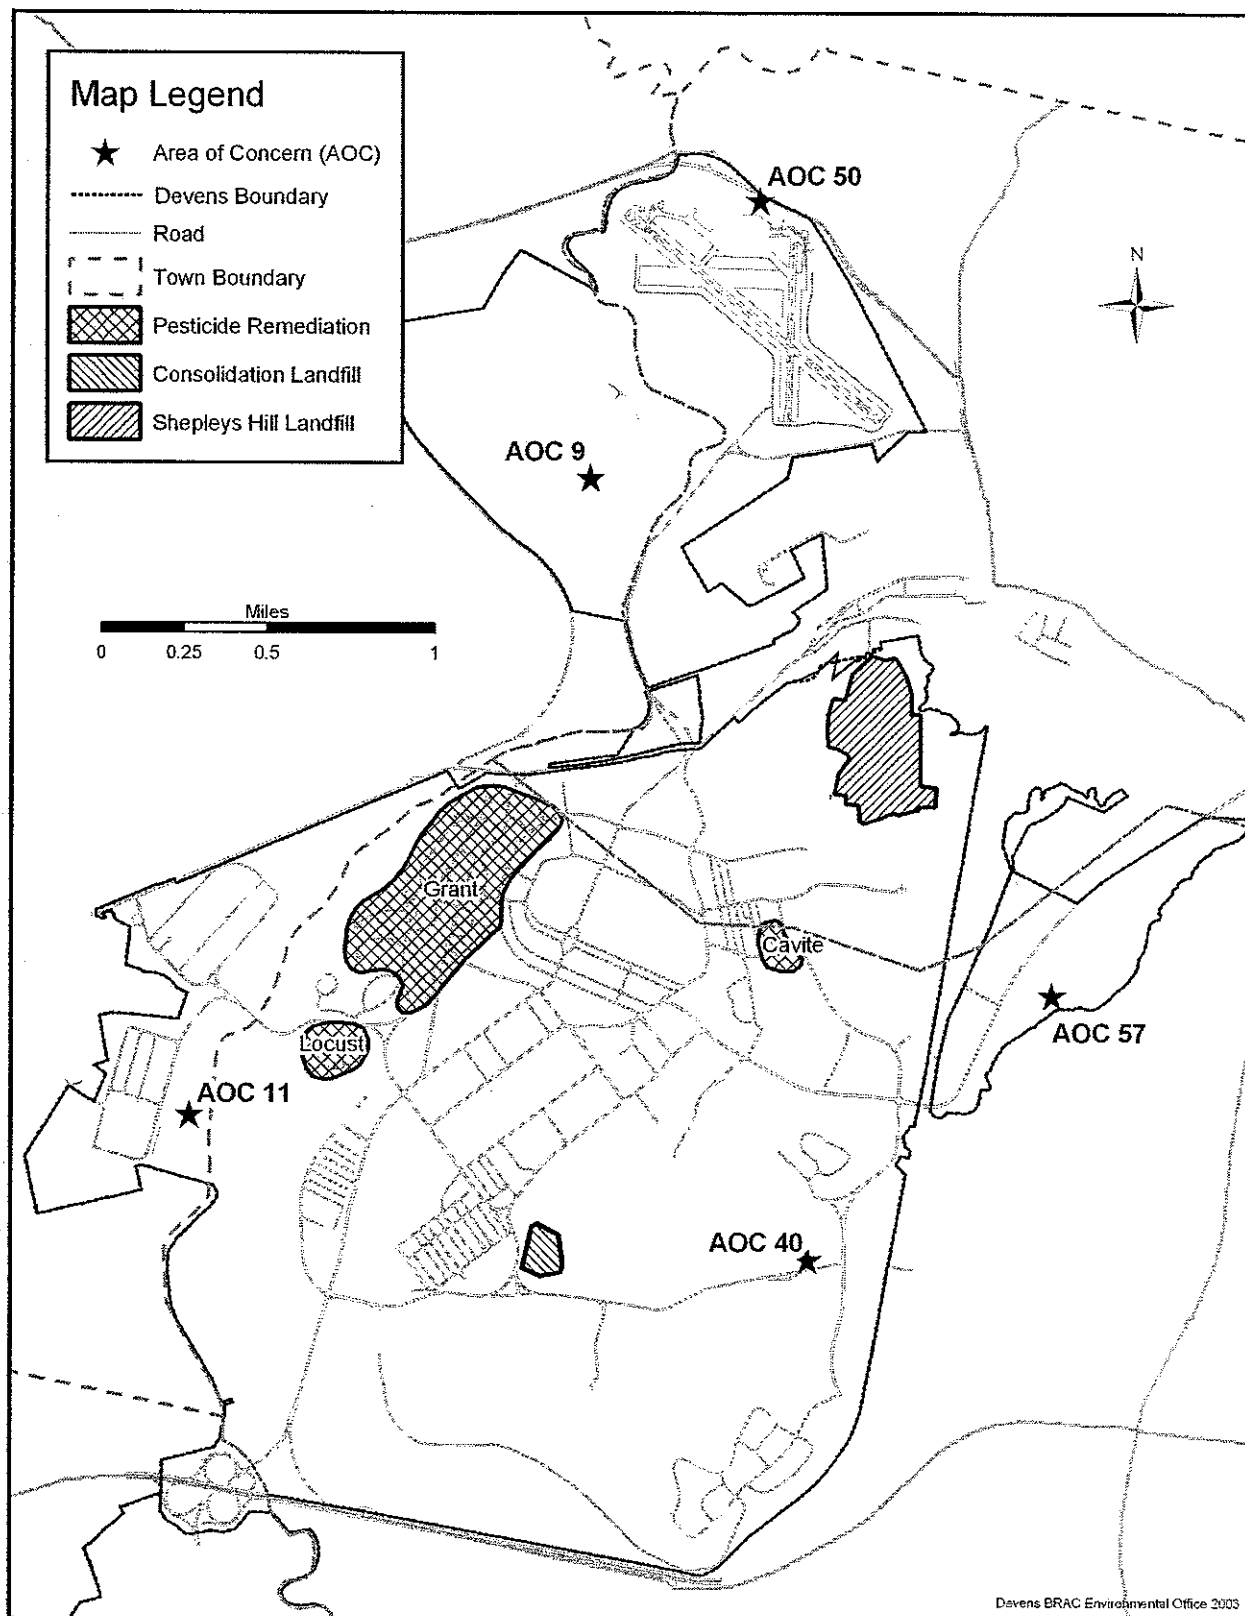 Map Legend
Area of Concern (AOC)
Devens Boundary
Road
Town Boundary
Pesticide Remediation
Consolidation Landfill
Shepleys Hill Landfill
AOC 50
N
AOC 9
Miles
0 0.25 0.5 1
Grant
Cavite
AOC 57
Locust
AOC 11
AOC 40
Devens BRAC Environmental Office 2003